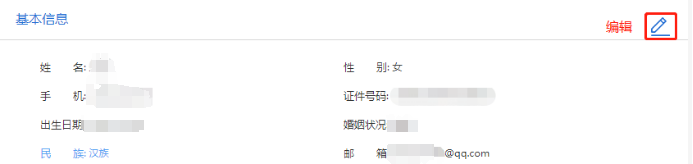 基本信息
编辑
姓 名:
性 别: 女
手 机:
证件号码:
出生日期
婚姻状况
民 族: 汉族
邮 箱 @qq.com